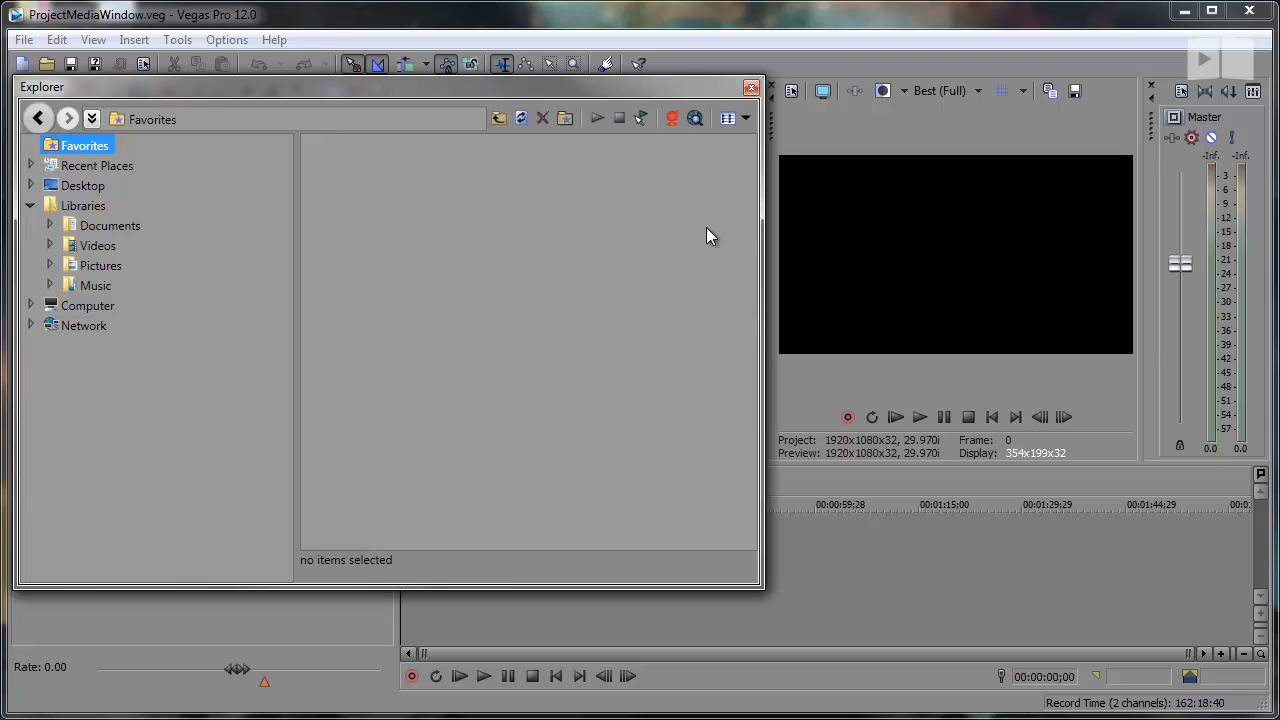 ProjectMediaWindow.veg - Vegas Pro 12.0
File Edit View Insert Tools Options Help
Explorer
Favorites
Favorites
Recent Places
Desktop
Libraries
Documents
Videos
Pictures
Music
Computer
Network
no items selected
Best (Full)
Project: 1920x1080x32, 29.970i Frame: 0
Preview: 1920x1080x32, 29.970i Display: 354x199x32
Master
-Inf. -Inf.
3
6
9
12
15
18
21
24
27
30
33
36
39
42
45
48
51
54
57
0.0 0.0
00:00:59:28 00:01:15:00 00:01:29:29 00:01:44;29 00:0
Rate: 0.00
00:00:00;00
Record Time (2 channels): 162:18:40